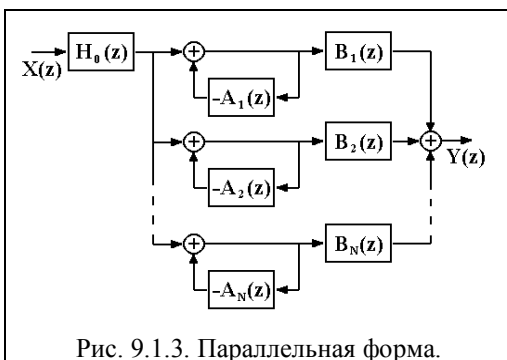 H₀(z) + B₁(z)
X(z)
-A₁(z)
+ B₂(z) + Y(z)
-A₂(z)
+ B_N(z)
-A_N(z)
Рис. 9.1.3. Параллельная форма.